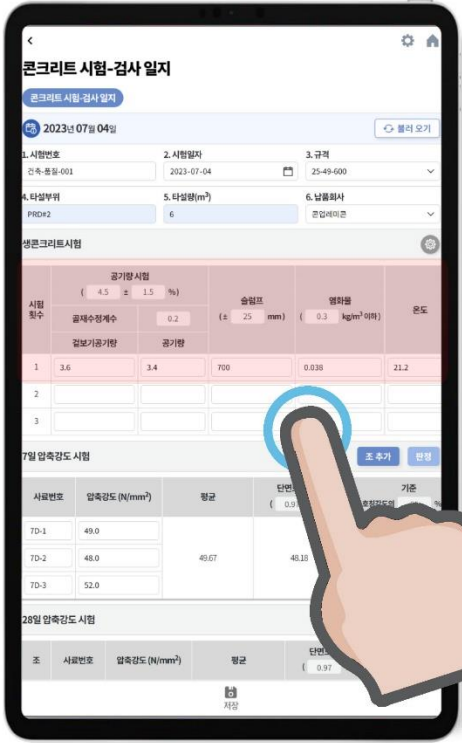 콘크리트 시험-검사 일지
콘크리트 시험-검사 일지
2023년 07월 04일
불러 오기
1. 시험번호 2. 시험일자 3. 규격
건축-품질-001 2023-07-04 25-49-600
4. 타설부위 5. 타설량(m³) 6. 납품회사
PRD#2 6 콘업레미콘
생콘크리트시험
시험 횟수
공기량 시험
( 4.5 ± 1.5 %)
골재수정계수 0.2
겉보기공기량 공기량
슬럼프
(± 25 mm)
염화물
( 0.3 kg/m³ 이하)
온도
1 3.6 3.4 700 0.038 21.2
2
3
7일 압축강도 시험
조 추가 판정
사료번호 압축강도 (N/mm²) 평균
( 0.97
기준
%
7D-1 49.0
7D-2 48.0 49.67 48.18
7D-3 52.0
28일 압축강도 시험
조 사료번호 압축강도 (N/mm²) 평균
( 0.97
저장